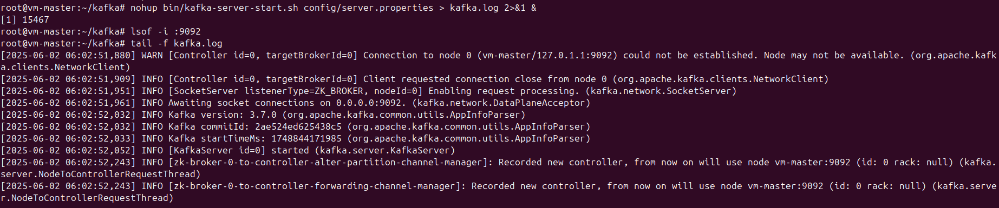 root@vm-master:~/kafka# nohup bin/kafka-server-start.sh config/server.properties > kafka.log 2>&1 &
[1] 15467
root@vm-master:~/kafka# lsof -i :9092
root@vm-master:~/kafka# tail -f kafka.log
[2025-06-02 06:02:51,880] WARN [Controller id=0, targetBrokerId=0] Connection to node 0 (vm-master/127.0.1.1:9092) could not be established. Node may not be available. (org.apache.kafk
a.clients.NetworkClient)
[2025-06-02 06:02:51,909] INFO [Controller id=0, targetBrokerId=0] Client requested connection close from node 0 (org.apache.kafka.clients.NetworkClient)
[2025-06-02 06:02:51,951] INFO [SocketServer listenerType=ZK_BROKER, nodeId=0] Enabling request processing. (kafka.network.SocketServer)
[2025-06-02 06:02:51,961] INFO Awaiting socket connections on 0.0.0.0:9092. (kafka.network.DataPlaneAcceptor)
[2025-06-02 06:02:52,032] INFO Kafka version: 3.7.0 (org.apache.kafka.common.utils.AppInfoParser)
[2025-06-02 06:02:52,032] INFO Kafka commitId: 2ae524ed625438c5 (org.apache.kafka.common.utils.AppInfoParser)
[2025-06-02 06:02:52,033] INFO Kafka startTimeMs: 1748844171985 (org.apache.kafka.common.utils.AppInfoParser)
[2025-06-02 06:02:52,052] INFO [KafkaServer id=0] started (kafka.server.KafkaServer)
[2025-06-02 06:02:52,243] INFO [zk-broker-0-to-controller-alter-partition-channel-manager]: Recorded new controller, from now on will use node vm-master:9092 (id: 0 rack: null) (kafka.
server.NodeToControllerRequestThread)
[2025-06-02 06:02:52,243] INFO [zk-broker-0-to-controller-forwarding-channel-manager]: Recorded new controller, from now on will use node vm-master:9092 (id: 0 rack: null) (kafka.serve
r.NodeToControllerRequestThread)